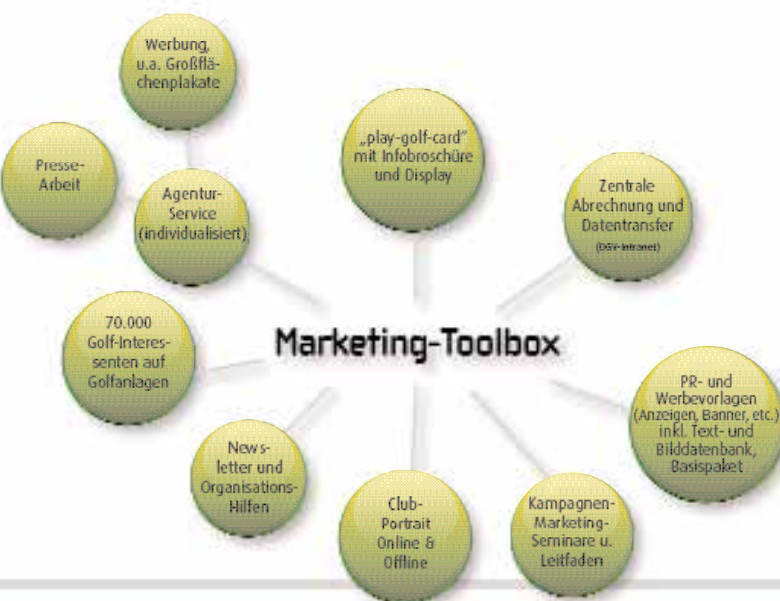 Werbung,
u.a. Großflä-
chenplakate
Presse-
Arbeit
Agentur-
Service
(individualisiert)
„play-golf-card"
mit Infobroschüre
und Display
Zentrale
Abrechnung und
Datentransfer
(DGV-Intranet)
70.000
Golf-Interes-
senten auf
Golfanlagen
Marketing-Toolbox
PR- und
Werbevorlagen
(Anzeigen, Banner, etc.)
inkl. Text- und
Bilddatenbank,
Basispaket
News-
letter und
Organisations-
Hilfen
Club-
Portrait
Online &
Offline
Kampagnen-
Marketing-
Seminare u.
Leitfaden